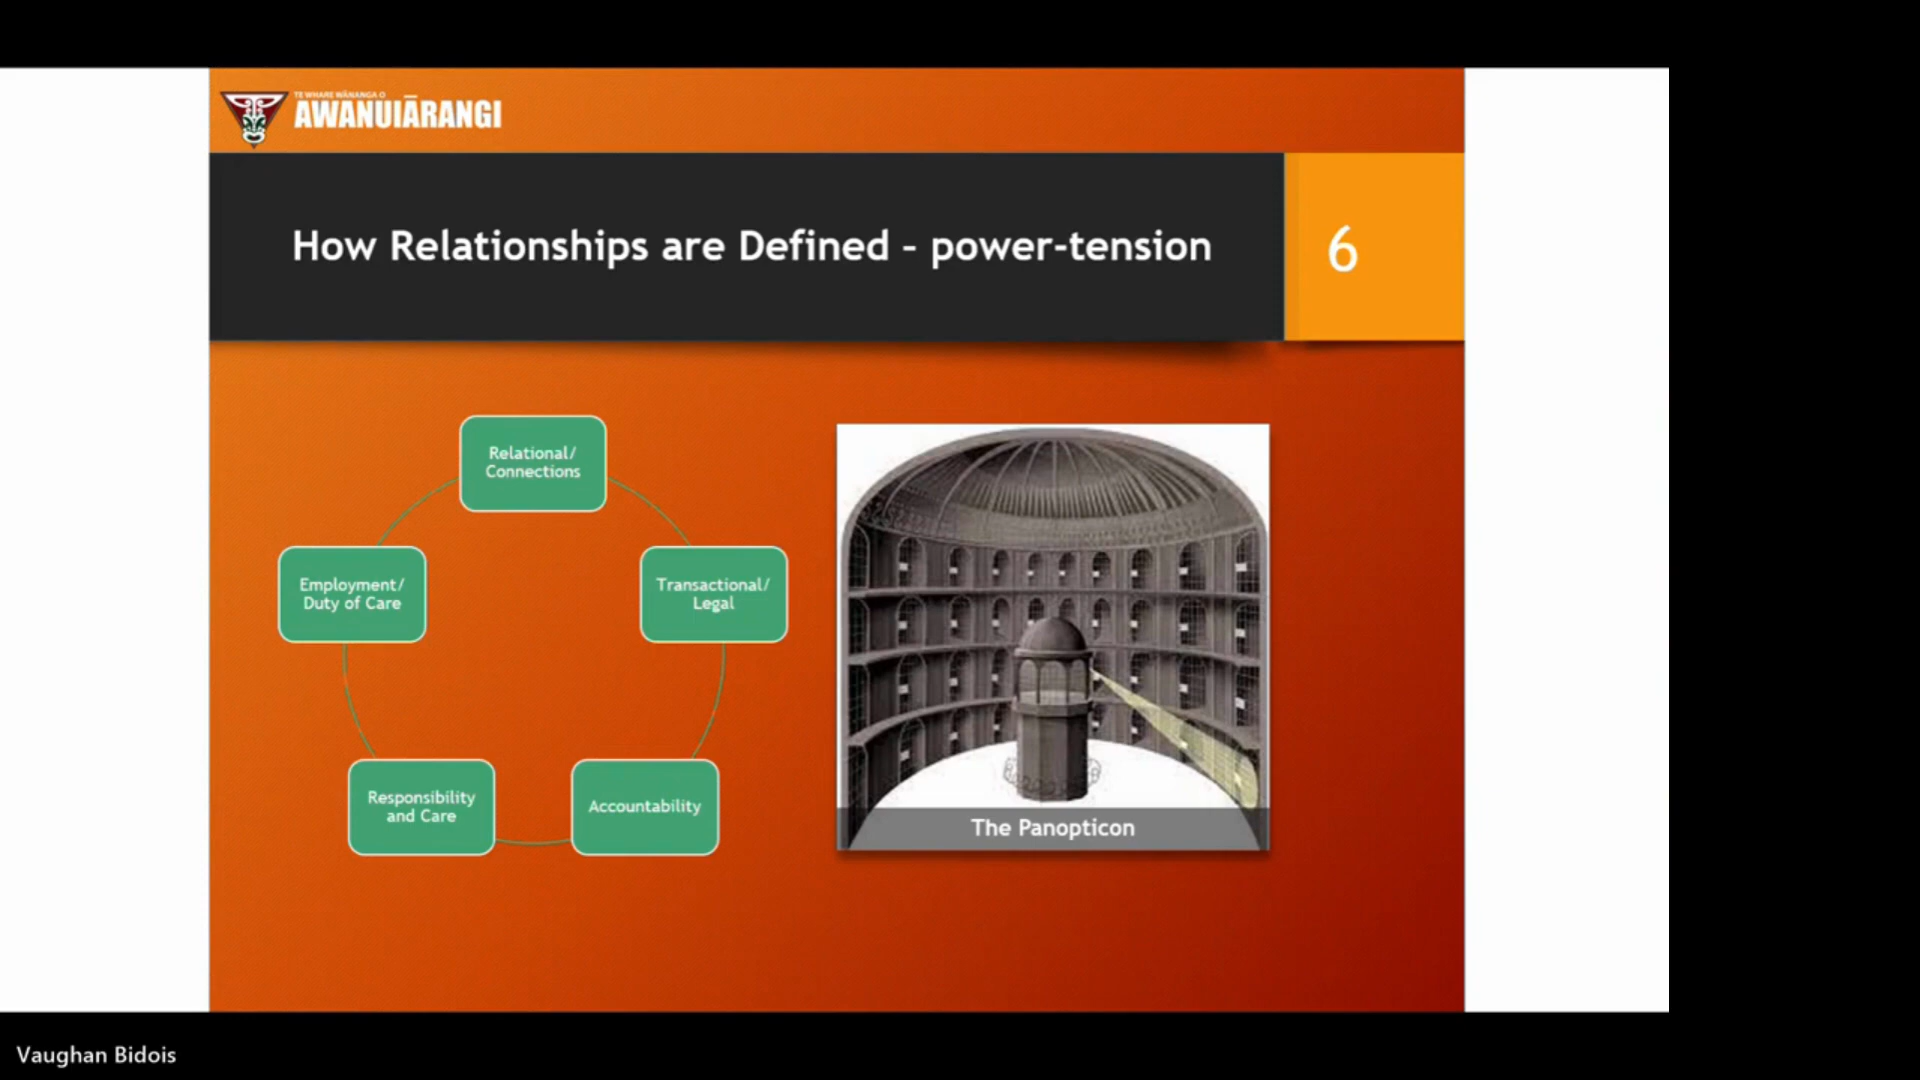 TE WHARE WĀNANGA O
AWANUIĀRANGI
How Relationships are Defined – power-tension
6
Relational/
Connections
Employment/
Duty of Care
Transactional/
Legal
Responsibility
and Care
Accountability
The Panopticon
Vaughan Bidois